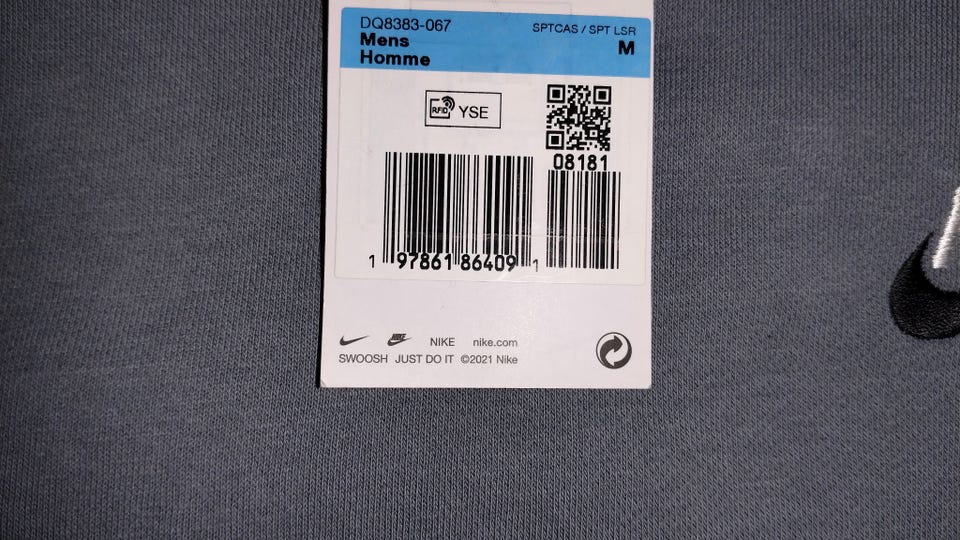 DQ8383-067
SPTCAS / SPT LSR
Mens
M
Homme
RFID YSE
08181
1 97861 86409 1
NIKE nike.com
SWOOSH JUST DO IT ©2021 Nike